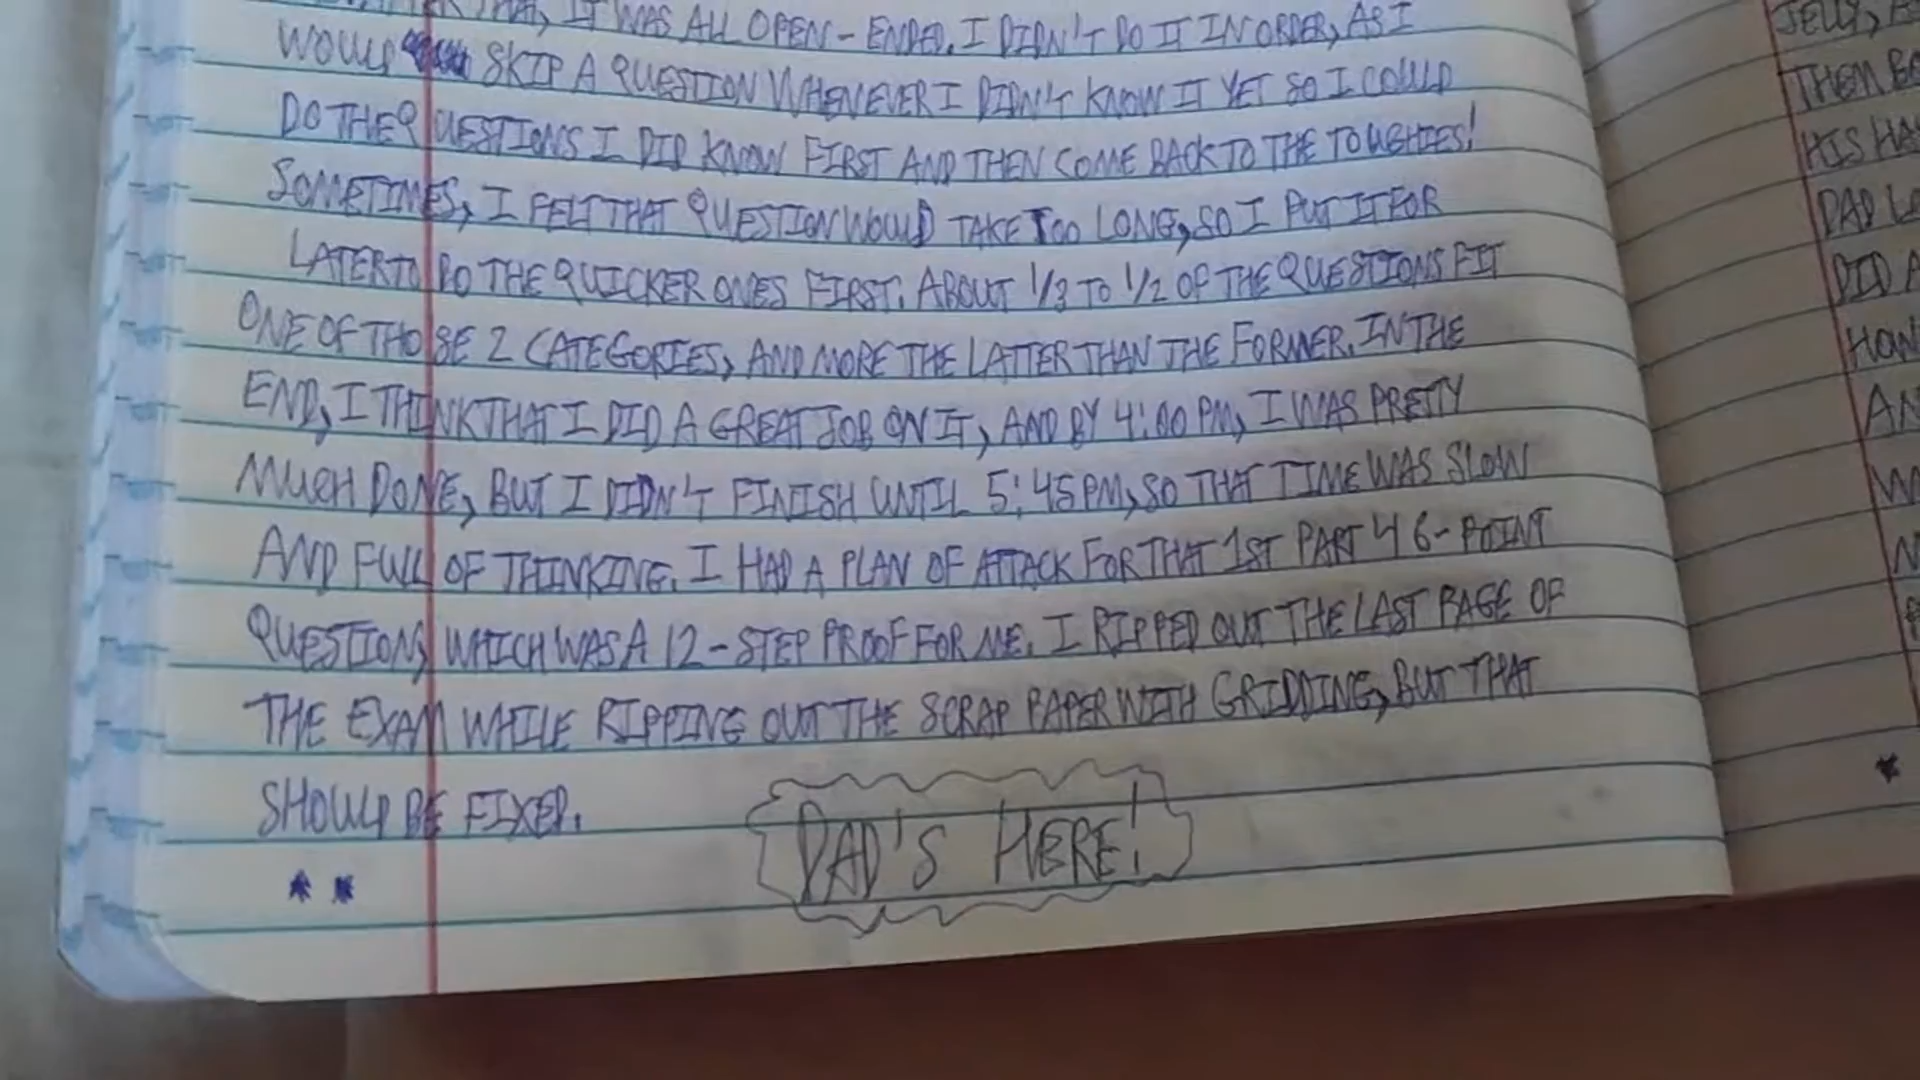 IT WAS ALL OPEN-ENDED. I DIDN'T DO IT IN ORDER, AS I
WOULD SKIP A QUESTION WHENEVER I DIDN'T KNOW IT YET SO I COULD
DO THE QUESTIONS I DID KNOW FIRST AND THEN COME BACK TO THE TOUGHIES!
SOMETIMES, I FELT THAT QUESTION WOULD TAKE TOO LONG, SO I PUT IT FOR
LATER TO DO THE QUICKER ONES FIRST. ABOUT 1/3 TO 1/2 OF THE QUESTIONS FIT
ONE OF THOSE 2 CATEGORIES, AND MORE THE LATTER THAN THE FORMER. IN THE
END, I THINK THAT I DID A GREAT JOB ON IT, AND BY 4:00 PM, I WAS PRETTY
MUCH DONE, BUT I DIDN'T FINISH UNTIL 5:45 PM, SO THAT TIME WAS SLOW
AND FULL OF THINKING. I HAD A PLAN OF ATTACK FOR THAT 1ST PART 4 6-POINT
QUESTION, WHICH WAS A 12-STEP PROOF FOR ME. I RIPPED OUT THE LAST PAGE OF
THE EXAM WHILE RIPPING OUT THE SCRAP PAPER WITH GRIDDING, BUT THAT
SHOULD BE FIXED.
DAD'S HERE!
JELLY,
THEM
HIS
DAD
DID
HOW